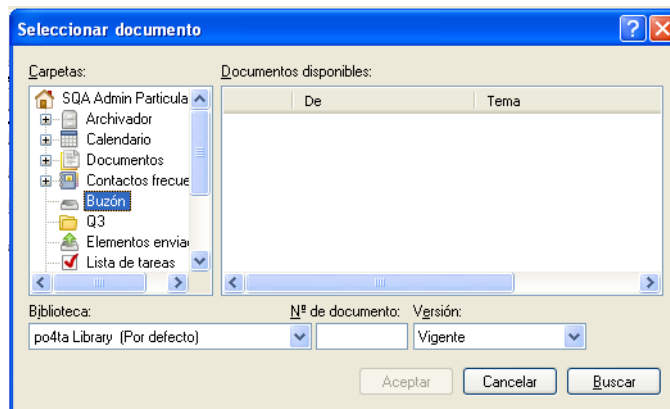 Seleccionar documento
Carpetas:
Documentos disponibles:
SQA Admin Particula
Archivador
Calendario
Documentos
Contactos frecue
Buzón
Q3
Elementos envia
Lista de tareas
De
Tema
Biblioteca:
Nº de documento:
Versión:
po4ta Library (Por defecto)
Vigente
Aceptar
Cancelar
Buscar